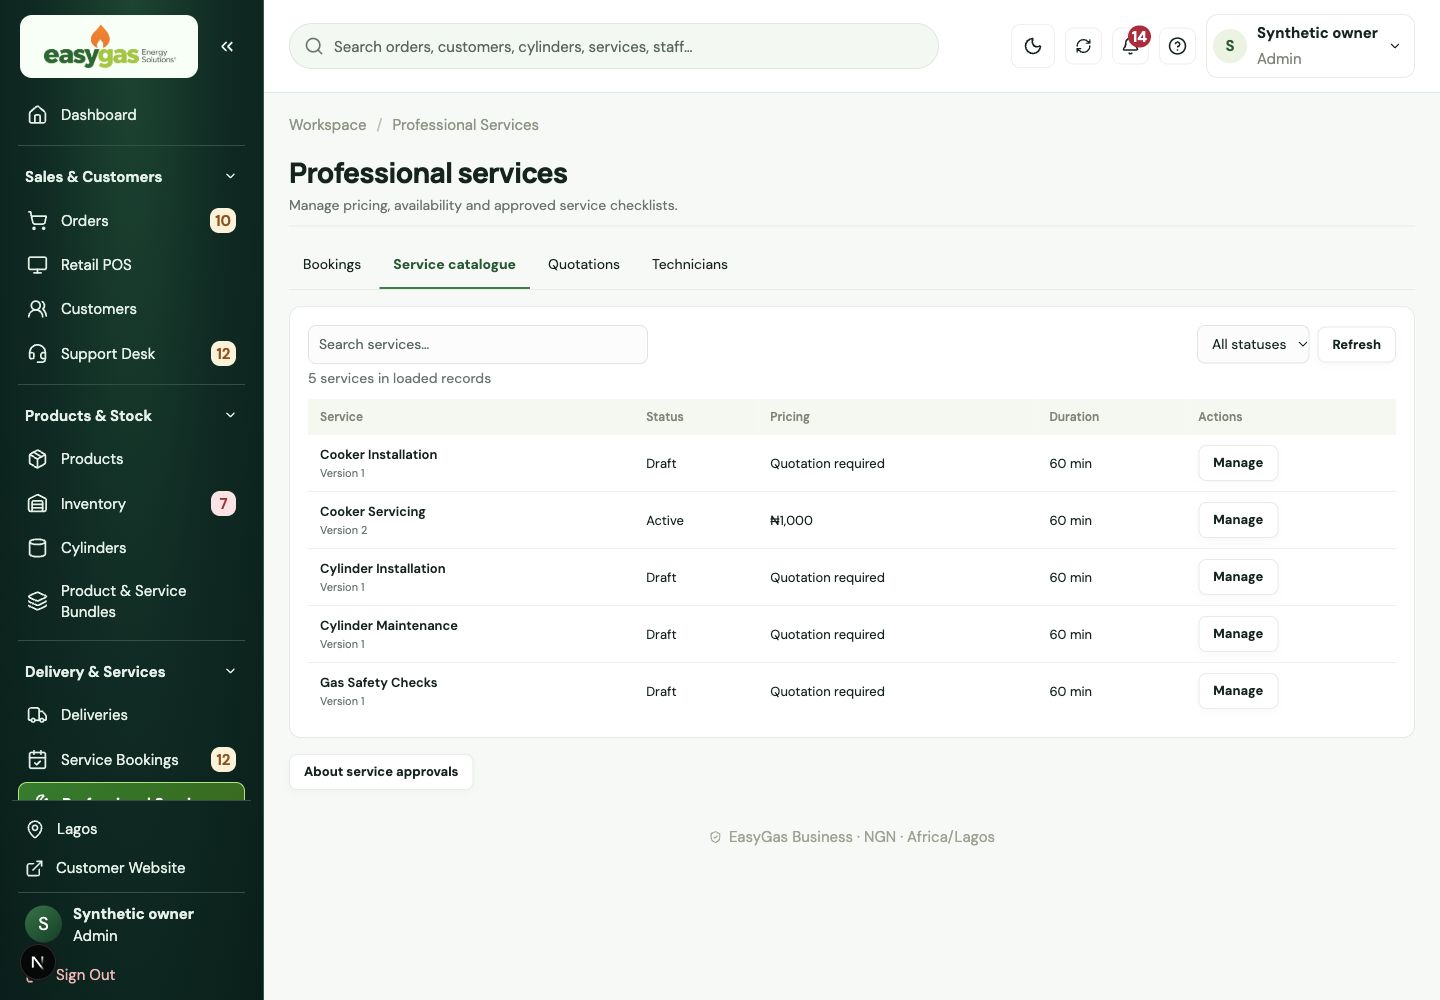 easygas Energy Solutions
Dashboard
Sales & Customers
Orders 10
Retail POS
Customers
Support Desk 12
Products & Stock
Products
Inventory 7
Cylinders
Product & Service
Bundles
Delivery & Services
Deliveries
Service Bookings 12
Lagos
Customer Website
S Synthetic owner
Admin
N
Sign Out
Search orders, customers, cylinders, services, staff...
14
S Synthetic owner
Admin
Workspace / Professional Services
Professional services
Manage pricing, availability and approved service checklists.
Bookings Service catalogue Quotations Technicians
Search services... All statuses Refresh
5 services in loaded records
Service Status Pricing Duration Actions
Cooker Installation
Version 1
Draft Quotation required 60 min Manage
Cooker Servicing
Version 2
Active ₦1,000 60 min Manage
Cylinder Installation
Version 1
Draft Quotation required 60 min Manage
Cylinder Maintenance
Version 1
Draft Quotation required 60 min Manage
Gas Safety Checks
Version 1
Draft Quotation required 60 min Manage
About service approvals
EasyGas Business · NGN · Africa/Lagos